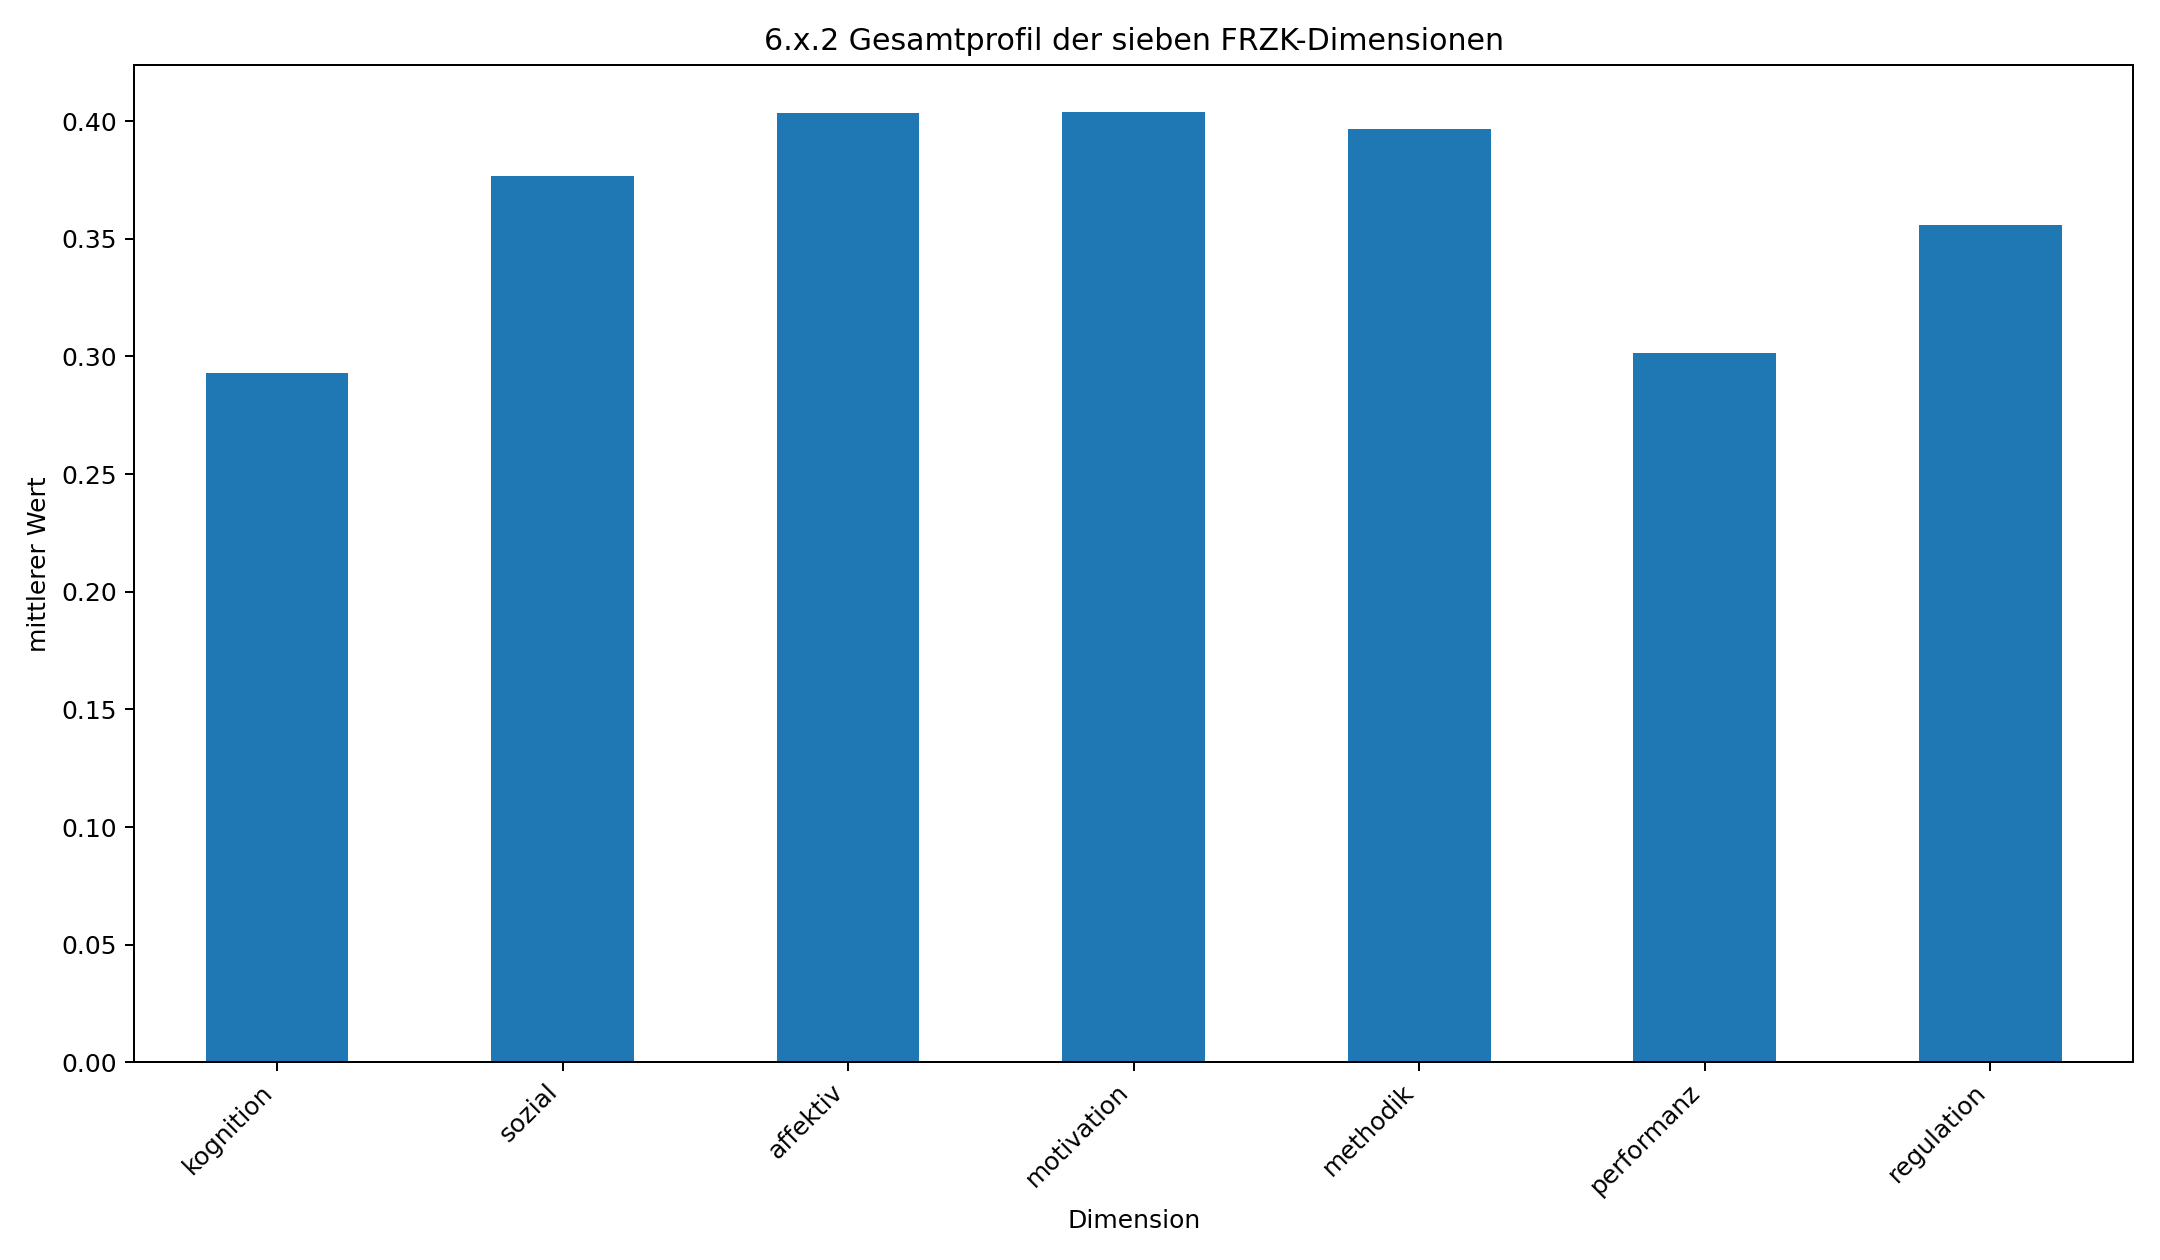 6.x.2 Gesamtprofil der sieben FRZK-Dimensionen
mittlerer Wert
0.40
0.35
0.30
0.25
0.20
0.15
0.10
0.05
0.00
kognition
sozial
affektiv
motivation
methodik
performanz
regulation
Dimension